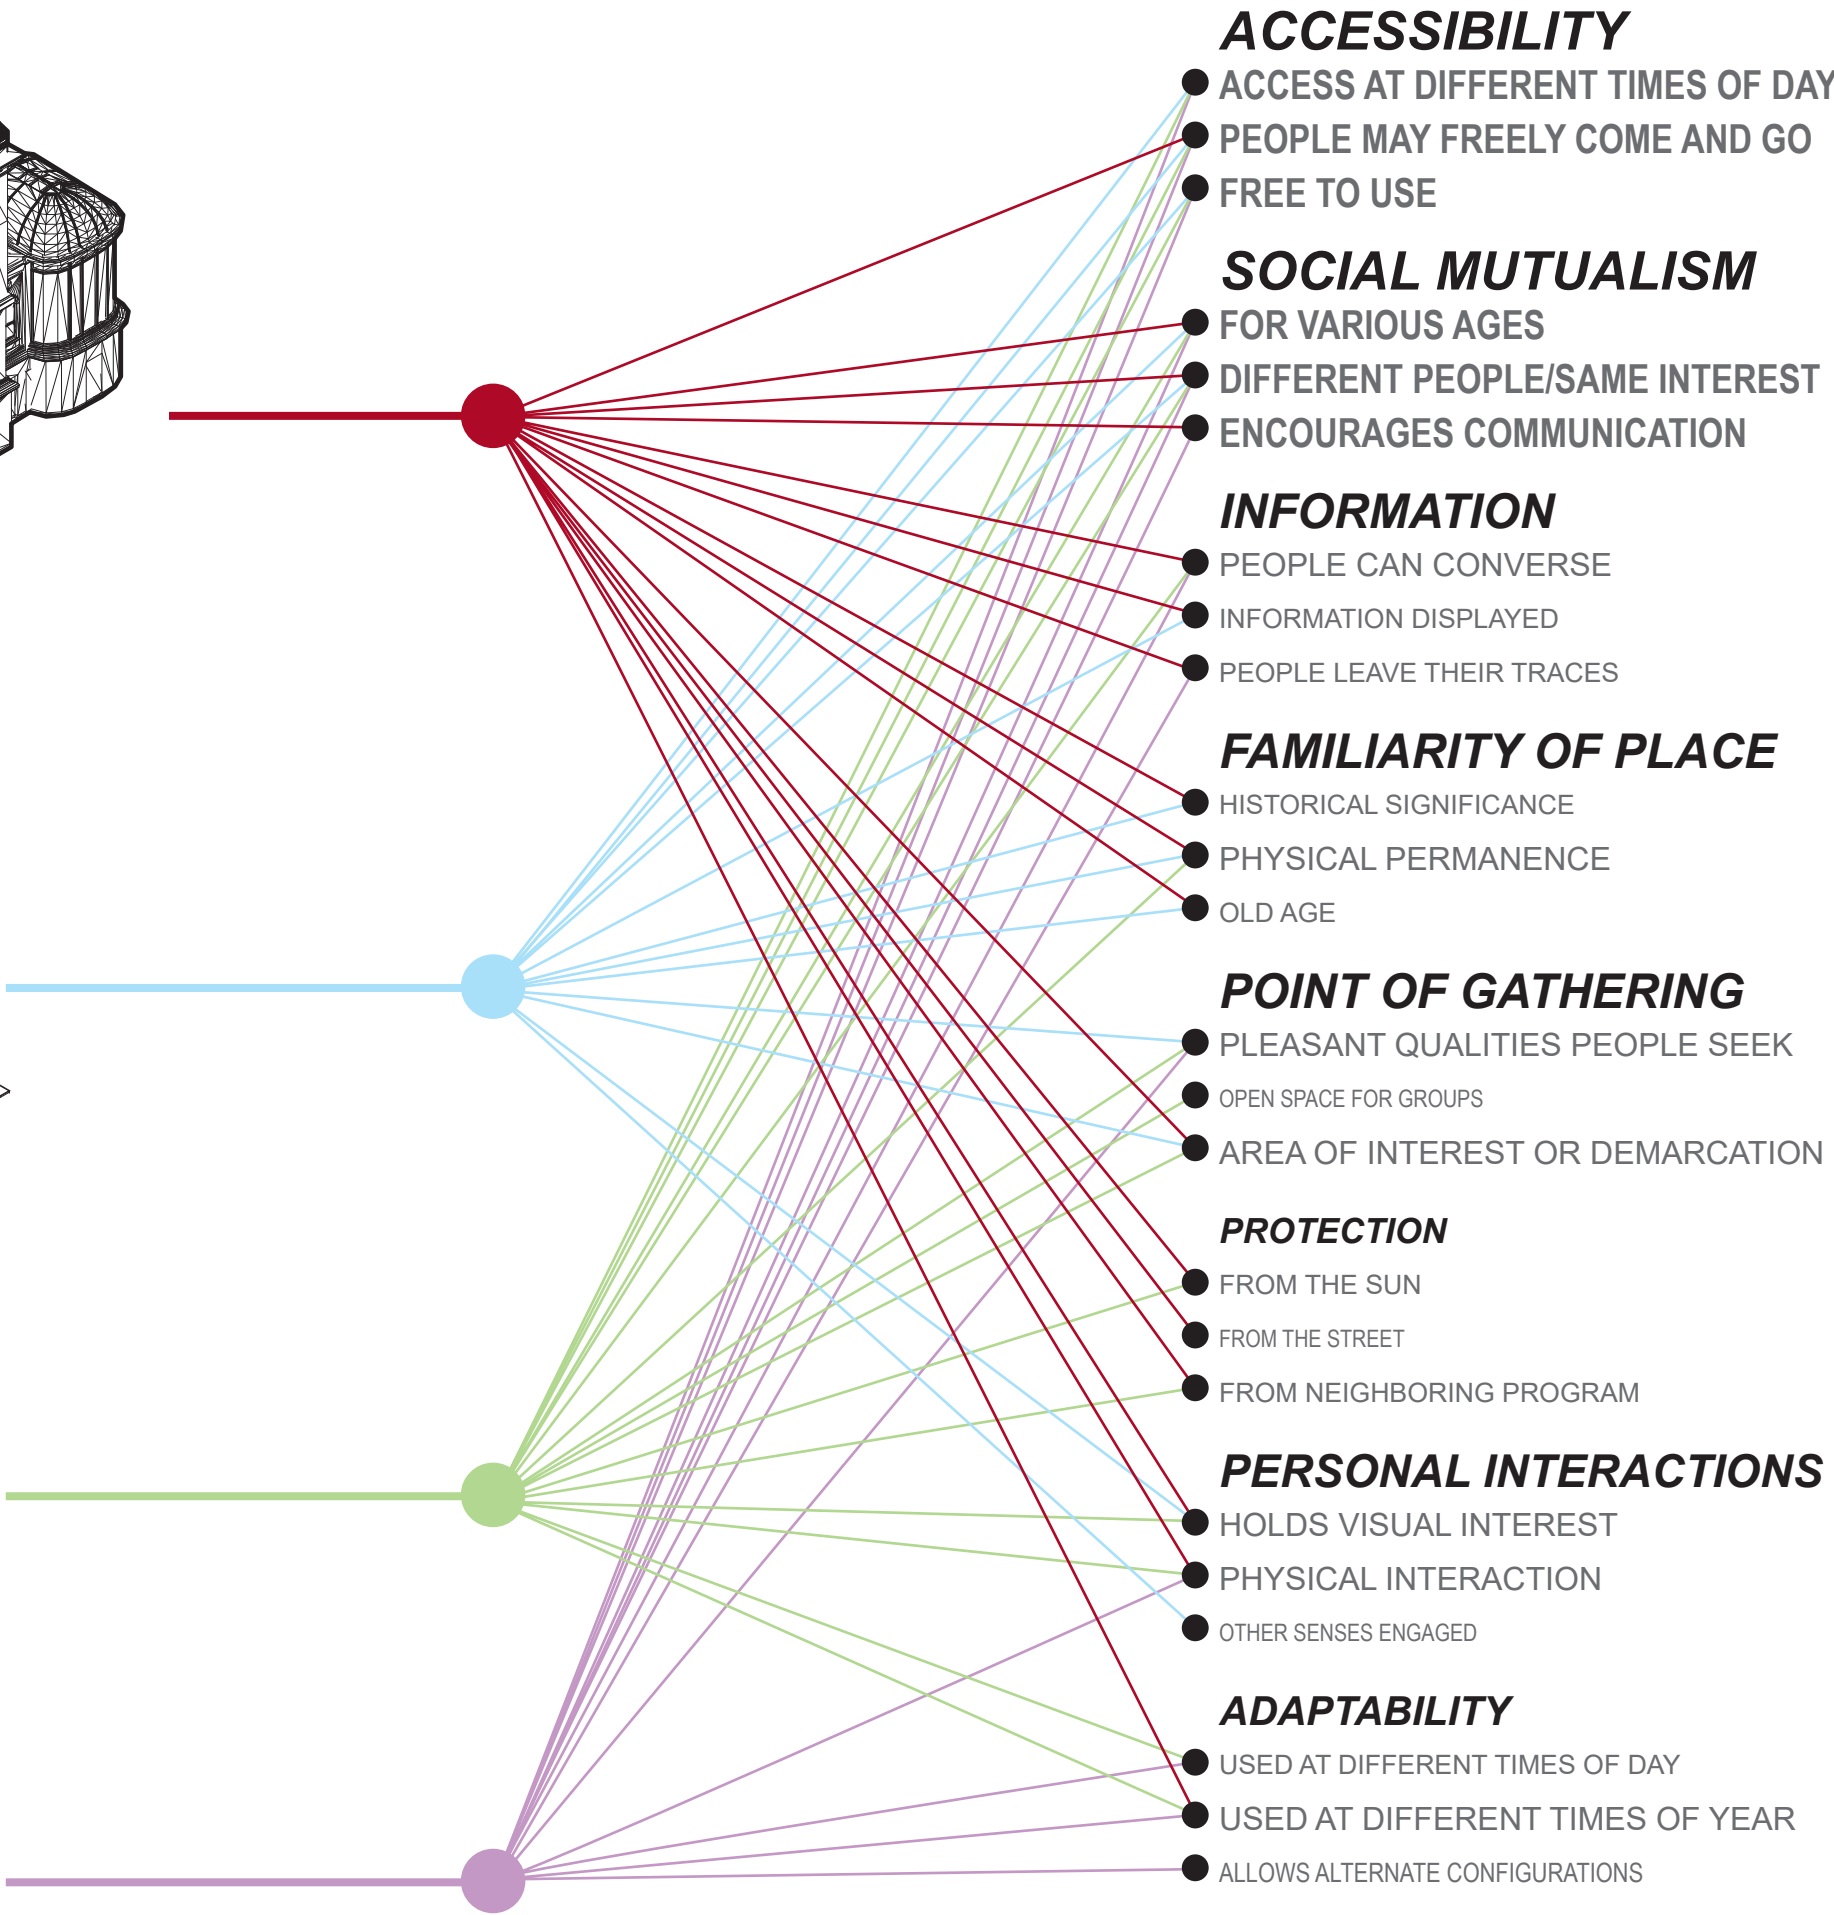 ACCESSIBILITY
ACCESS AT DIFFERENT TIMES OF DAY
PEOPLE MAY FREELY COME AND GO
FREE TO USE
SOCIAL MUTUALISM
FOR VARIOUS AGES
DIFFERENT PEOPLE/SAME INTEREST
ENCOURAGES COMMUNICATION
INFORMATION
PEOPLE CAN CONVERSE
INFORMATION DISPLAYED
PEOPLE LEAVE THEIR TRACES
FAMILIARITY OF PLACE
HISTORICAL SIGNIFICANCE
PHYSICAL PERMANENCE
OLD AGE
POINT OF GATHERING
PLEASANT QUALITIES PEOPLE SEEK
OPEN SPACE FOR GROUPS
AREA OF INTEREST OR DEMARCATION
PROTECTION
FROM THE SUN
FROM THE STREET
FROM NEIGHBORING PROGRAM
PERSONAL INTERACTIONS
HOLDS VISUAL INTEREST
PHYSICAL INTERACTION
OTHER SENSES ENGAGED
ADAPTABILITY
USED AT DIFFERENT TIMES OF DAY
USED AT DIFFERENT TIMES OF YEAR
ALLOWS ALTERNATE CONFIGURATIONS